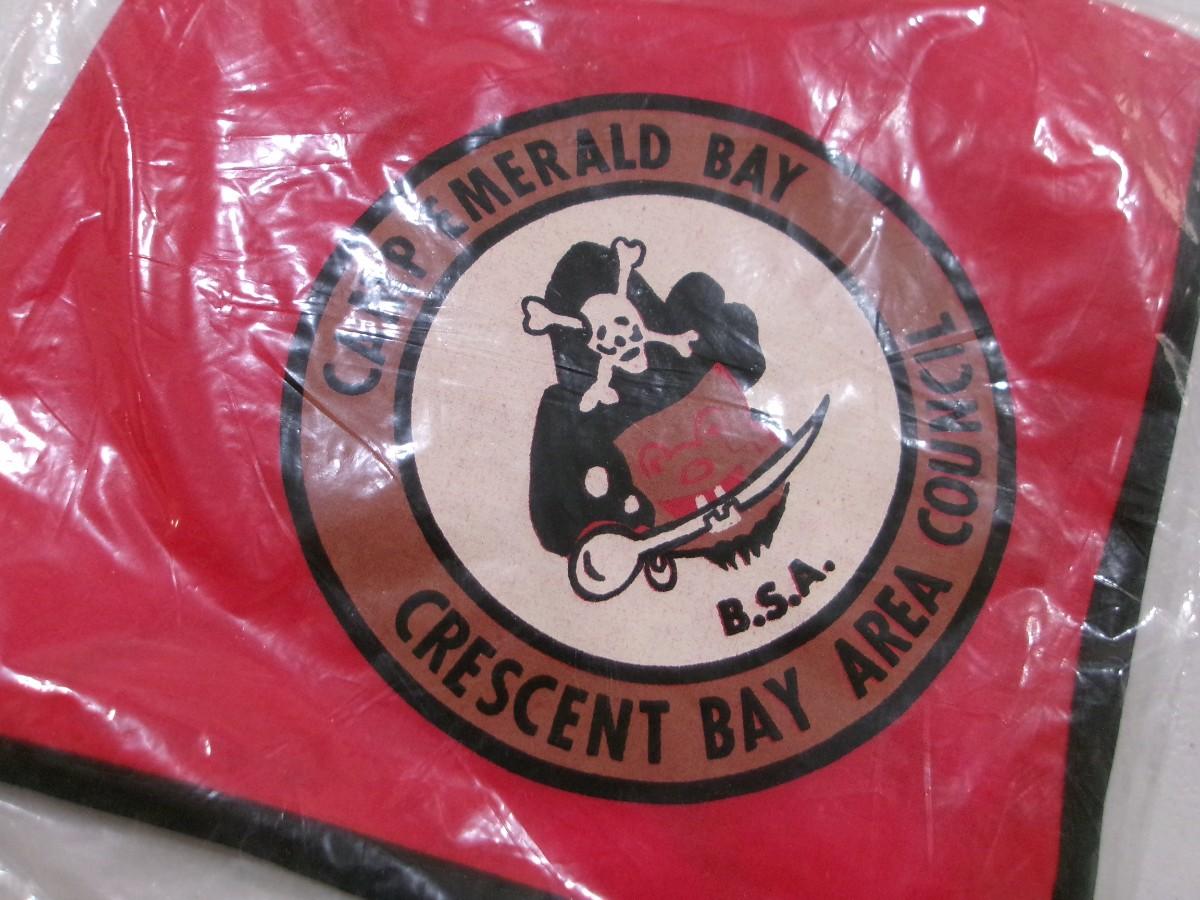 CAMP EMERALD BAY
B.S.A.
CRESCENT BAY AREA COUNCIL